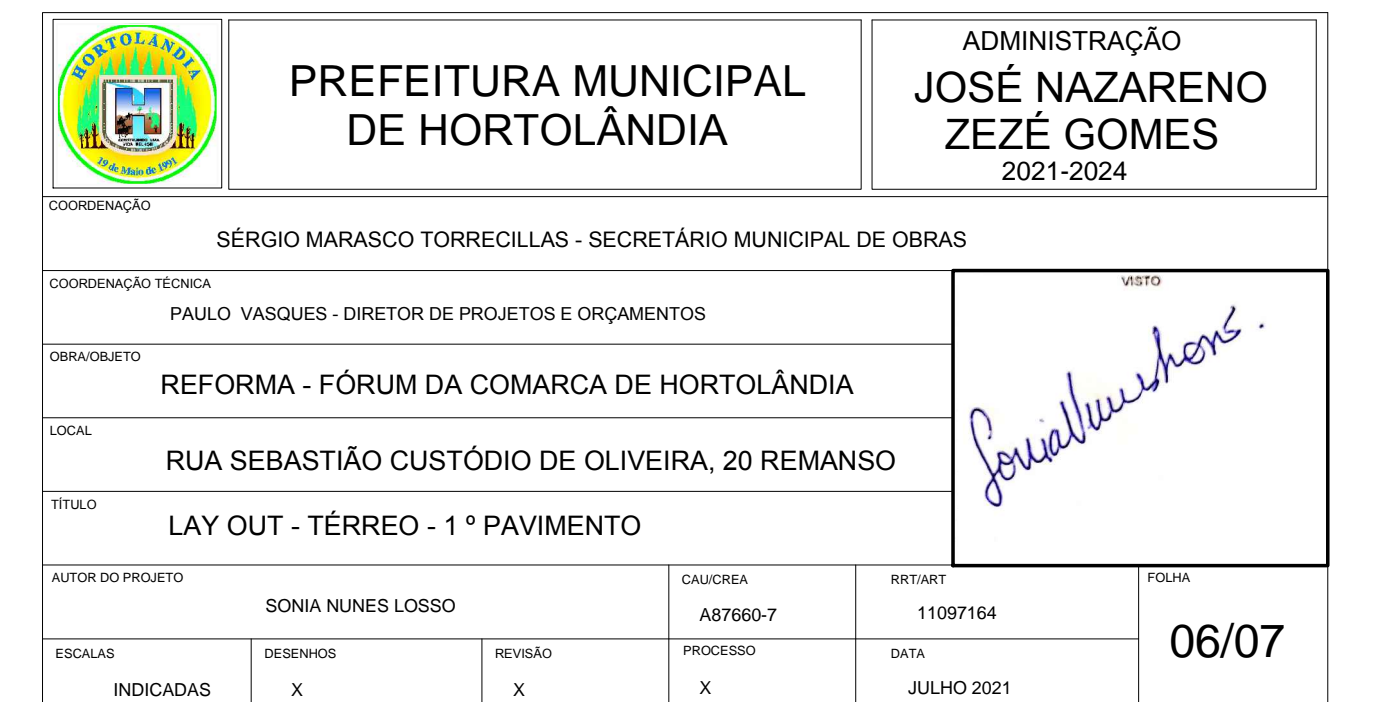 HORTOLÂNDIA
19 de Maio de 1991
PREFEITURA MUNICIPAL
DE HORTOLÂNDIA
ADMINISTRAÇÃO
JOSÉ NAZARENO
ZEZÉ GOMES
2021-2024
COORDENAÇÃO
SÉRGIO MARASCO TORRECILLAS - SECRETÁRIO MUNICIPAL DE OBRAS
COORDENAÇÃO TÉCNICA
PAULO VASQUES - DIRETOR DE PROJETOS E ORÇAMENTOS
VISTO
OBRA/OBJETO
REFORMA - FÓRUM DA COMARCA DE HORTOLÂNDIA
LOCAL
RUA SEBASTIÃO CUSTÓDIO DE OLIVEIRA, 20 REMANSO
TÍTULO
LAY OUT - TÉRREO - 1 º PAVIMENTO
AUTOR DO PROJETO
SONIA NUNES LOSSO
CAU/CREA
A87660-7
RRT/ART
11097164
FOLHA
06/07
ESCALAS
INDICADAS
DESENHOS
X
REVISÃO
X
PROCESSO
X
DATA
JULHO 2021